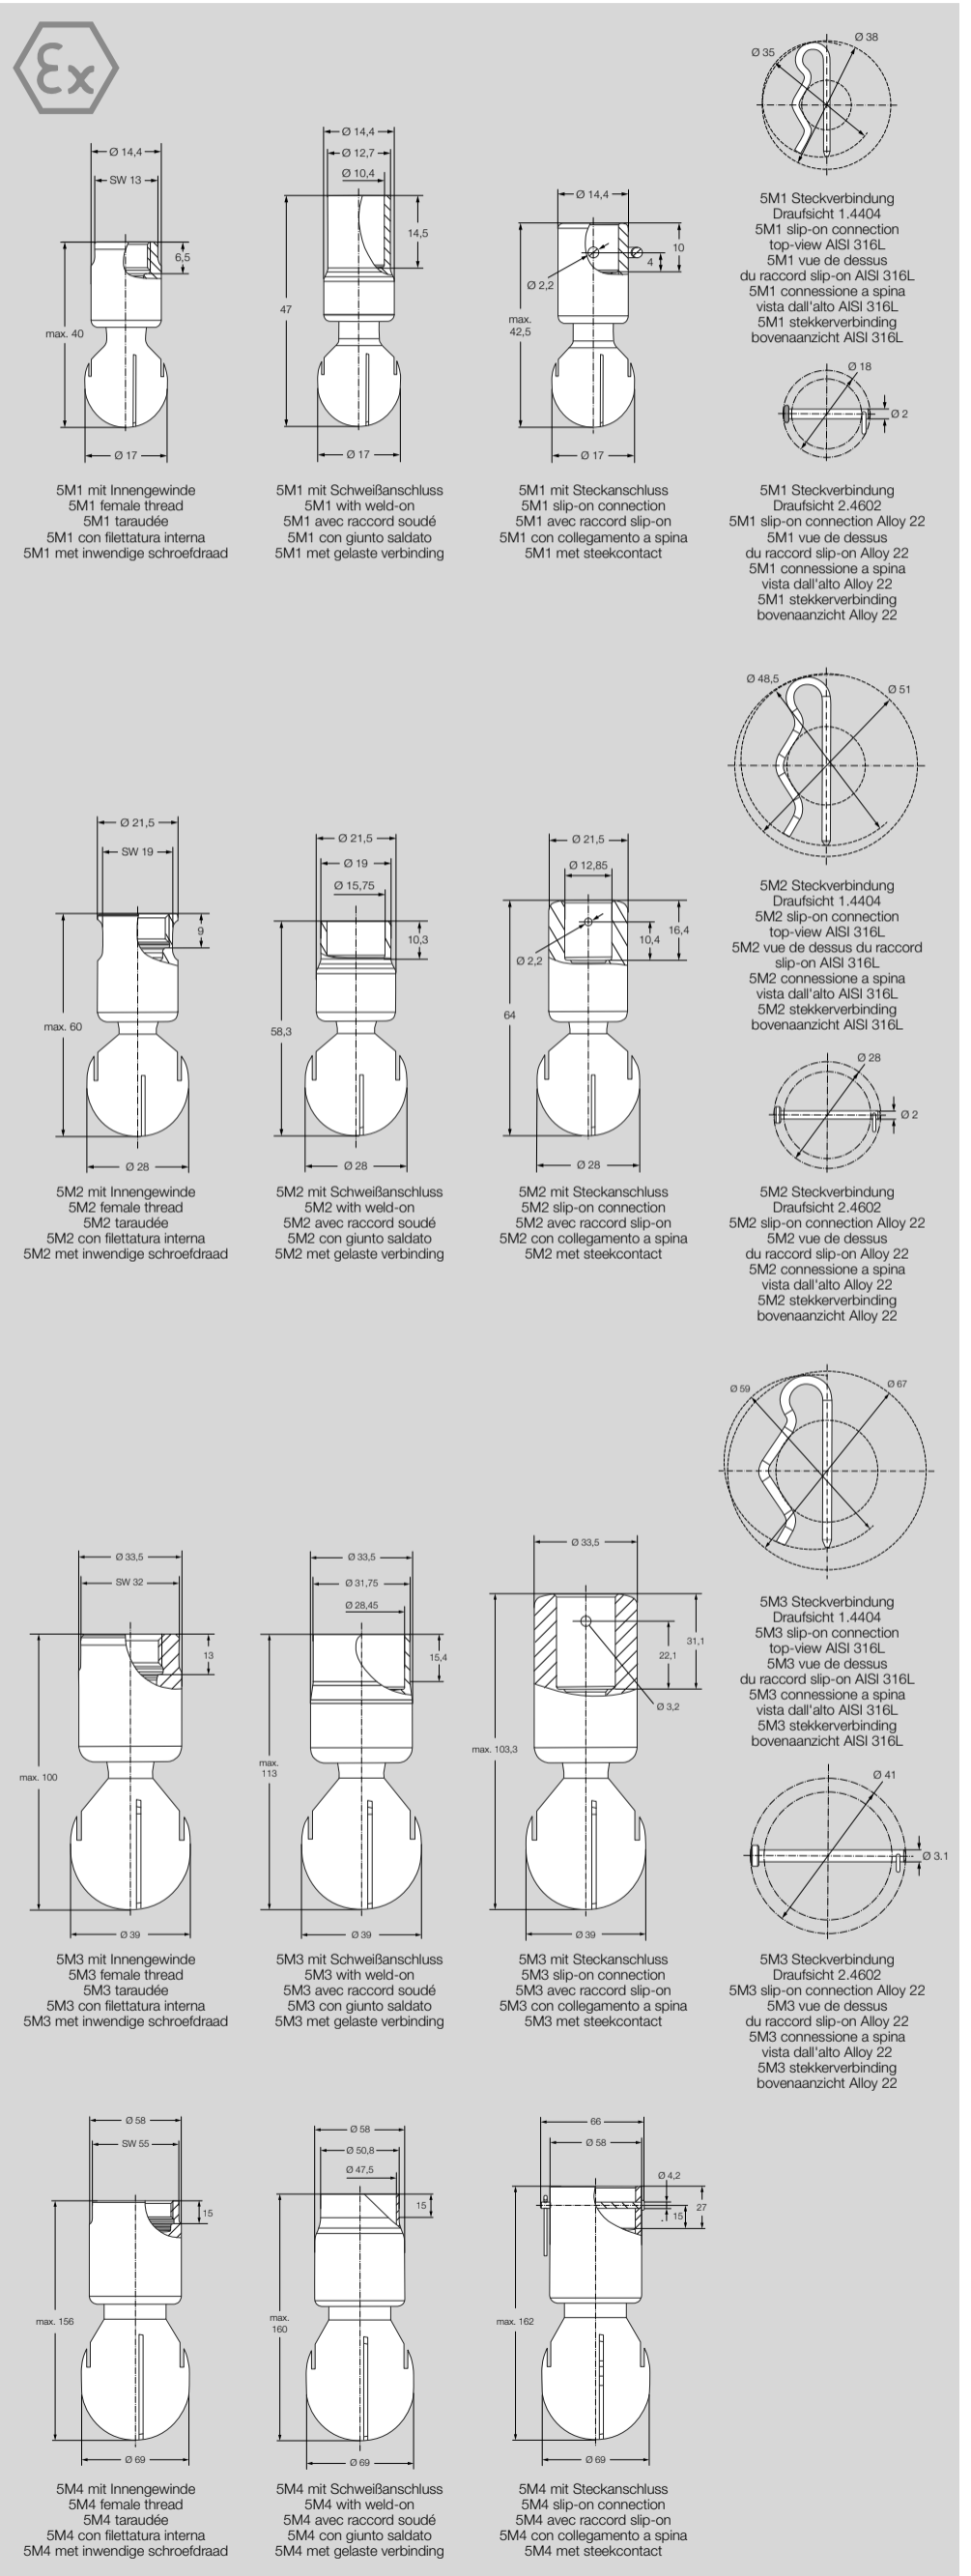 Ex
Ø 14,4
SW 13
6,5
max. 40
Ø 17
5M1 mit Innengewinde
5M1 female thread
5M1 taraudée
5M1 con filettatura interna
5M1 met inwendige schroefdraad
Ø 14,4
Ø 12,7
Ø 10,4
14,5
47
Ø 17
5M1 mit Schweißanschluss
5M1 with weld-on
5M1 avec raccord soudé
5M1 con giunto saldato
5M1 met gelaste verbinding
Ø 14,4
10
4
Ø 2,2
max.
42,5
Ø 17
5M1 mit Steckanschluss
5M1 slip-on connection
5M1 avec raccord slip-on
5M1 con collegamento a spina
5M1 met steekcontact
Ø 38
Ø 35
5M1 Steckverbindung
Draufsicht 1.4404
5M1 slip-on connection
top-view AISI 316L
5M1 vue de dessus
du raccord slip-on AISI 316L
5M1 connessione a spina
vista dall'alto AISI 316L
5M1 stekkerverbinding
bovenaanzicht AISI 316L
Ø 18
Ø 2
5M1 Steckverbindung
Draufsicht 2.4602
5M1 slip-on connection Alloy 22
5M1 vue de dessus
du raccord slip-on Alloy 22
5M1 connessione a spina
vista dall'alto Alloy 22
5M1 stekkerverbinding
bovenaanzicht Alloy 22
Ø 21,5
SW 19
9
max. 60
Ø 28
5M2 mit Innengewinde
5M2 female thread
5M2 taraudée
5M2 con filettatura interna
5M2 met inwendige schroefdraad
Ø 21,5
Ø 19
Ø 15,75
10,3
58,3
Ø 28
5M2 mit Schweißanschluss
5M2 with weld-on
5M2 avec raccord soudé
5M2 con giunto saldato
5M2 met gelaste verbinding
Ø 21,5
Ø 12,85
16,4
10,4
Ø 2,2
64
Ø 28
5M2 mit Steckanschluss
5M2 slip-on connection
5M2 avec raccord slip-on
5M2 con collegamento a spina
5M2 met steekcontact
Ø 48,5
Ø 51
5M2 Steckverbindung
Draufsicht 1.4404
5M2 slip-on connection
top-view AISI 316L
5M2 vue de dessus du raccord
slip-on AISI 316L
5M2 connessione a spina
vista dall'alto AISI 316L
5M2 stekkerverbinding
bovenaanzicht AISI 316L
Ø 28
Ø 2
5M2 Steckverbindung
Draufsicht 2.4602
5M2 slip-on connection Alloy 22
5M2 vue de dessus
du raccord slip-on Alloy 22
5M2 connessione a spina
vista dall'alto Alloy 22
5M2 stekkerverbinding
bovenaanzicht Alloy 22
Ø 33,5
SW 32
13
max. 100
Ø 39
5M3 mit Innengewinde
5M3 female thread
5M3 taraudée
5M3 con filettatura interna
5M3 met inwendige schroefdraad
Ø 33,5
Ø 31,75
Ø 28,45
15,4
max.
113
Ø 39
5M3 mit Schweißanschluss
5M3 with weld-on
5M3 avec raccord soudé
5M3 con giunto saldato
5M3 met gelaste verbinding
Ø 33,5
31,1
22,1
Ø 3,2
max. 103,3
Ø 39
5M3 mit Steckanschluss
5M3 slip-on connection
5M3 avec raccord slip-on
5M3 con collegamento a spina
5M3 met steekcontact
Ø 59
Ø 67
5M3 Steckverbindung
Draufsicht 1.4404
5M3 slip-on connection
top-view AISI 316L
5M3 vue de dessus
du raccord slip-on AISI 316L
5M3 connessione a spina
vista dall'alto AISI 316L
5M3 stekkerverbinding
bovenaanzicht AISI 316L
Ø 41
Ø 3.1
5M3 Steckverbindung
Draufsicht 2.4602
5M3 slip-on connection Alloy 22
5M3 vue de dessus
du raccord slip-on Alloy 22
5M3 connessione a spina
vista dall'alto Alloy 22
5M3 stekkerverbinding
bovenaanzicht Alloy 22
Ø 58
SW 55
15
max. 156
Ø 69
5M4 mit Innengewinde
5M4 female thread
5M4 taraudée
5M4 con filettatura interna
5M4 met inwendige schroefdraad
Ø 58
Ø 50,8
Ø 47,5
15
max.
160
Ø 69
5M4 mit Schweißanschluss
5M4 with weld-on
5M4 avec raccord soudé
5M4 con giunto saldato
5M4 met gelaste verbinding
66
Ø 58
Ø 4,2
27
15
max. 162
Ø 69
5M4 mit Steckanschluss
5M4 slip-on connection
5M4 avec raccord slip-on
5M4 con collegamento a spina
5M4 met steekcontact